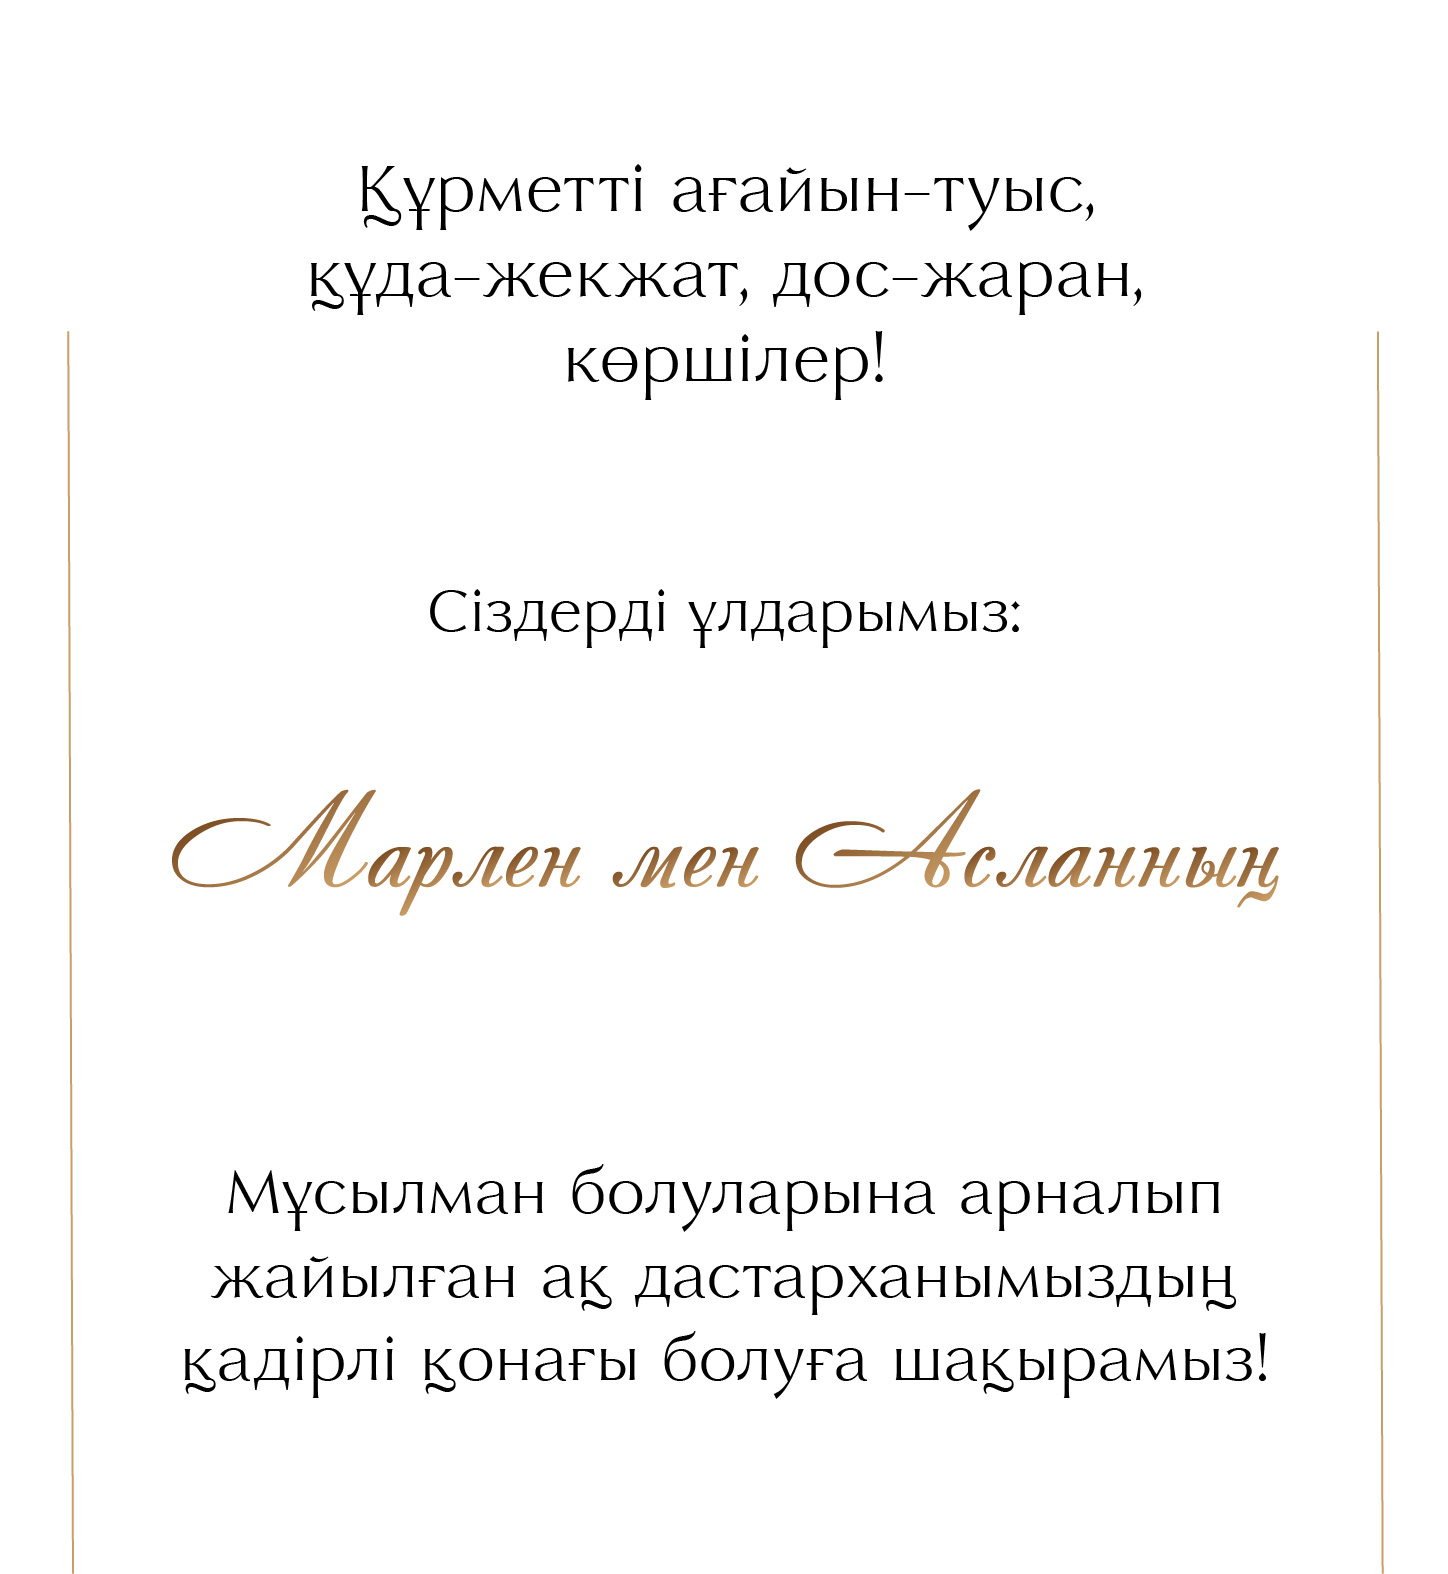 Құрметті ағайын-туыс,
құда-жекжат, дос-жаран,
көршілер!
Сіздерді ұлдарымыз:
Марлен мен Асланның
Мұсылман болуларына арналып
жайылған ақ дастарханымыздың
қадірлі қонағы болуға шақырамыз!